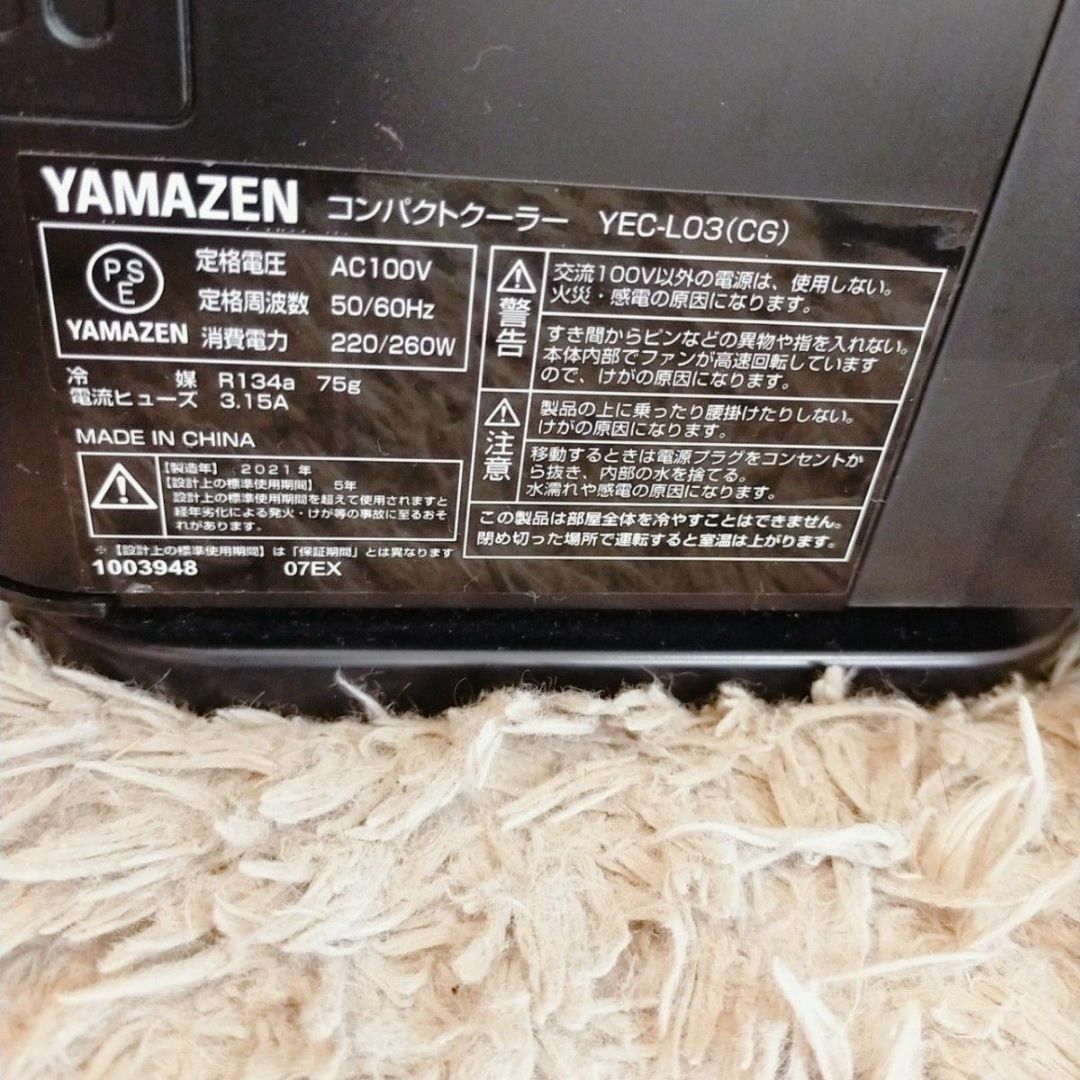 YAMAZEN コンパクトクーラー YEC-L03(CG)
PSE
YAMAZEN
定格電圧 AC100V
定格周波数 50/60Hz
消費電力 220/260W
冷媒 R134a 75g
電流ヒューズ 3.15A
MADE IN CHINA
【製造年】 2021年
【設計上の標準使用期間】 5年
設計上の標準使用期間を超えて使用されますと
経年劣化による発火・けが等の事故に至るおそ
れがあります。
※【設計上の標準使用期間】は「保証期間」とは異なります
1003948 07EX
警告
交流100V以外の電源は、使用しない。
火災・感電の原因になります。
すき間からピンなどの異物や指を入れない。
本体内部でファンが高速回転しています
ので、けがの原因になります。
注意
製品の上に乗ったり腰掛けたりしない。
けがの原因になります。
移動するときは電源プラグをコンセントか
ら抜き、内部の水を捨てる。
水濡れや感電の原因になります。
この製品は部屋全体を冷やすことはできません。
閉め切った場所で運転すると室温は上がります。